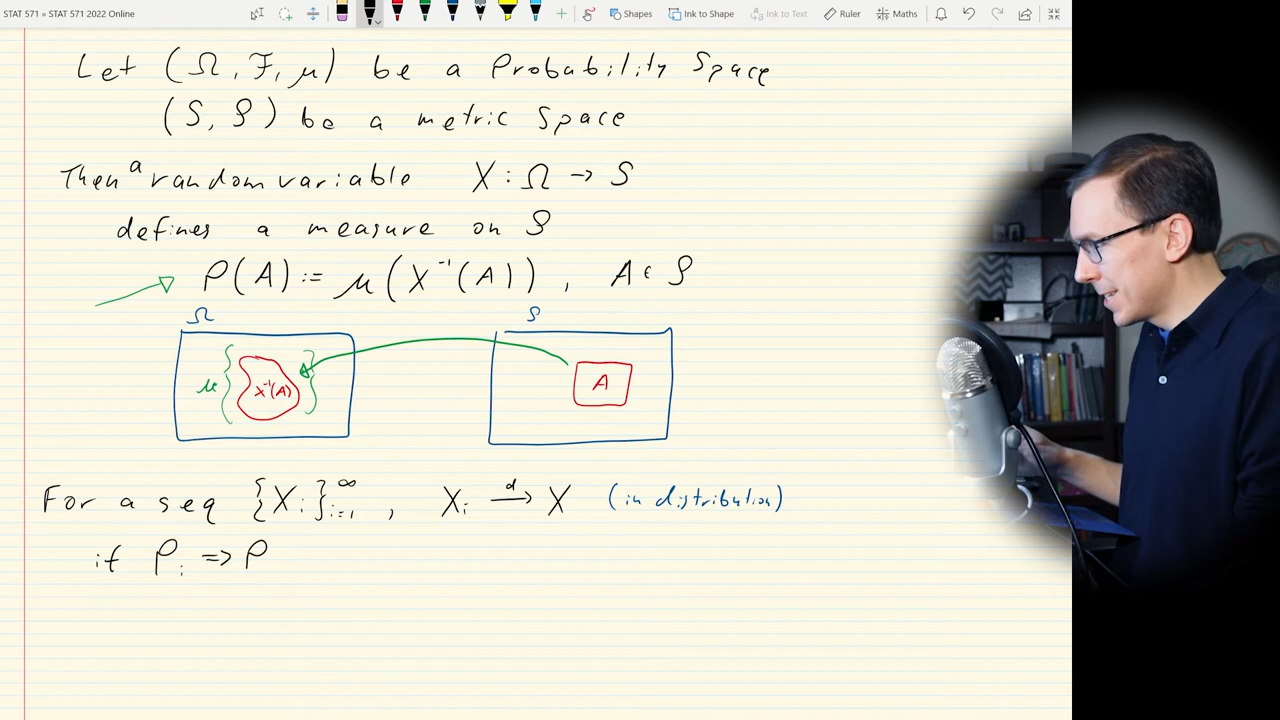 STAT 571 » STAT 571 2022 Online
Shapes Ink to Shape Ink to Text Ruler Maths
Let (Ω, F, μ) be a Probability Space
(S, ρ) be a metric space
Then a random variable X : Ω → S
defines a measure on S
P(A) := μ(X⁻¹(A)), A ∈ S
Ω S
μ { X⁻¹(A) } A
For a seq {Xᵢ}ᵢ₌₁^∞, Xᵢ →ᵈ X (in distribution)
if Pᵢ ⇒ P